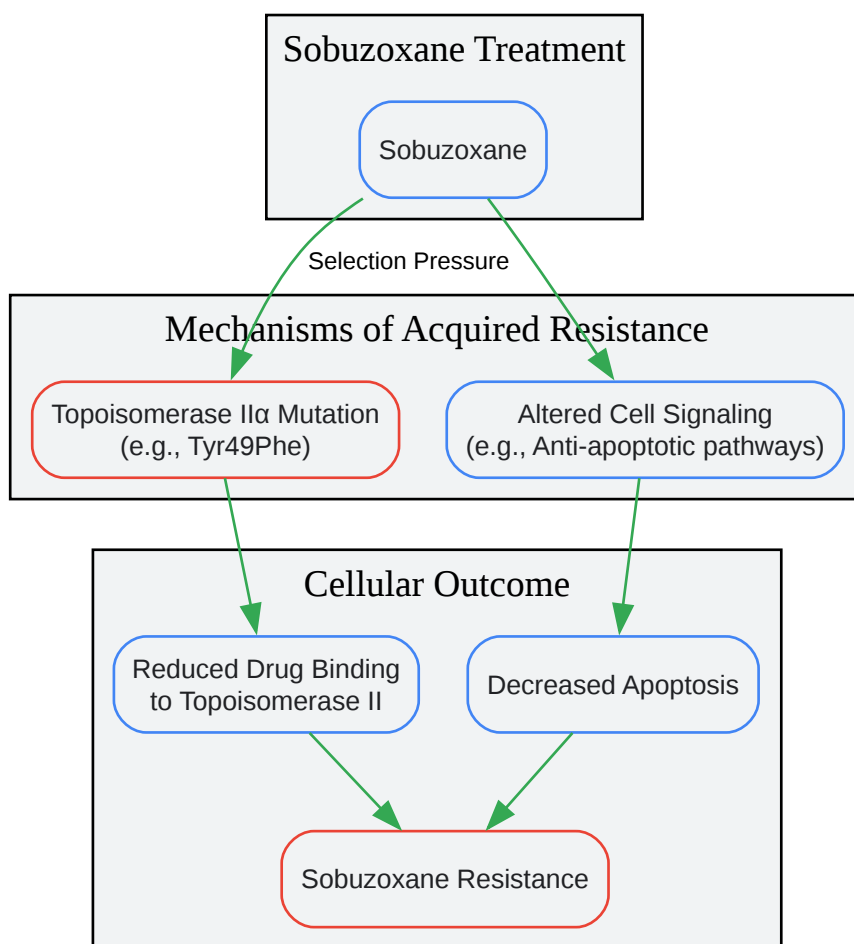 Sobuzoxane Treatment
Sobuzoxane
Selection Pressure
Mechanisms of Acquired Resistance
Topoisomerase IIα Mutation
(e.g., Tyr49Phe)
Altered Cell Signaling
(e.g., Anti-apoptotic pathways)
Cellular Outcome
Reduced Drug Binding
to Topoisomerase II
Decreased Apoptosis
Sobuzoxane Resistance